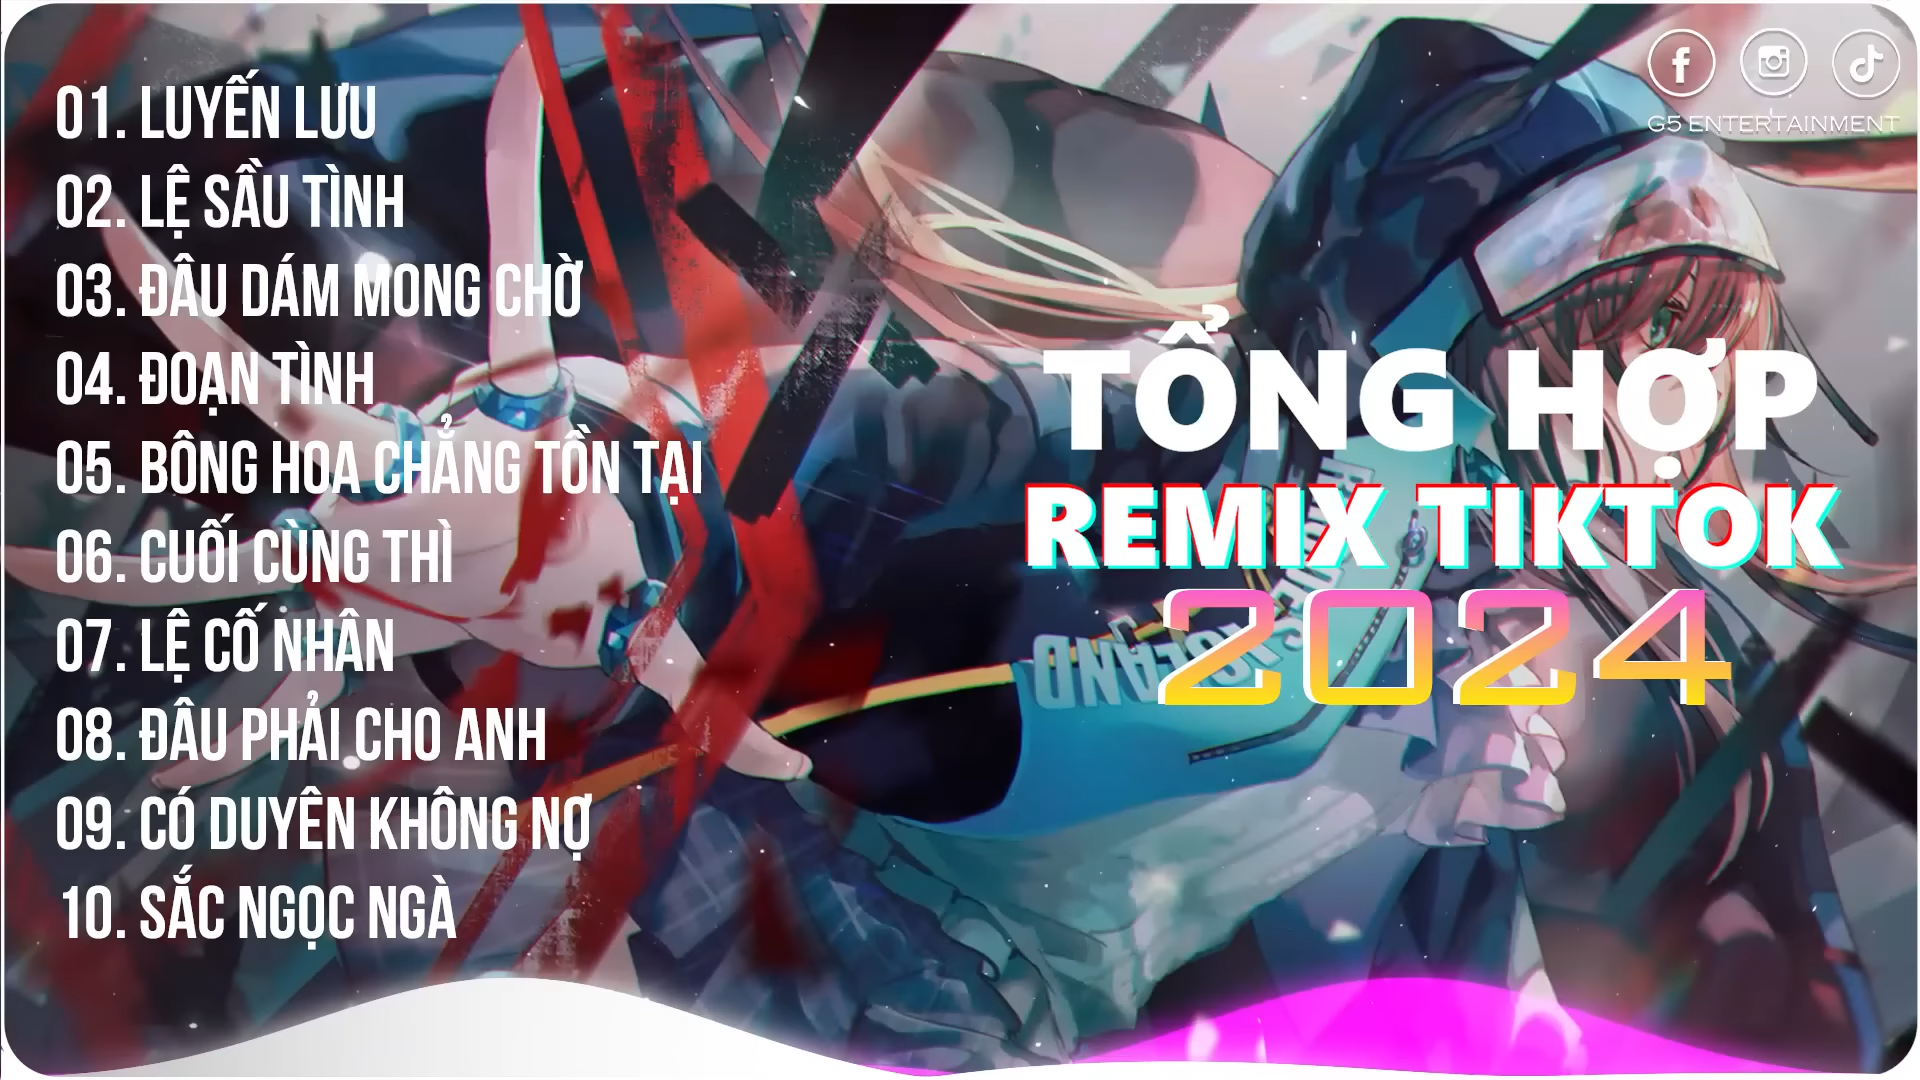 01. LUYẾN LƯU
02. LỆ SẦU TÌNH
03. ĐÂU DÁM MONG CHỜ
04. ĐOẠN TÌNH
05. BÔNG HOA CHẲNG TỒN TẠI
06. CUỐI CÙNG THÌ
07. LỆ CỐ NHÂN
08. ĐÂU PHẢI CHO ANH
09. CÓ DUYÊN KHÔNG NỢ
10. SẮC NGỌC NGÀ
G5 ENTERTAINMENT
TỔNG HỢP
REMIX TIKTOK
2024
ISLAND